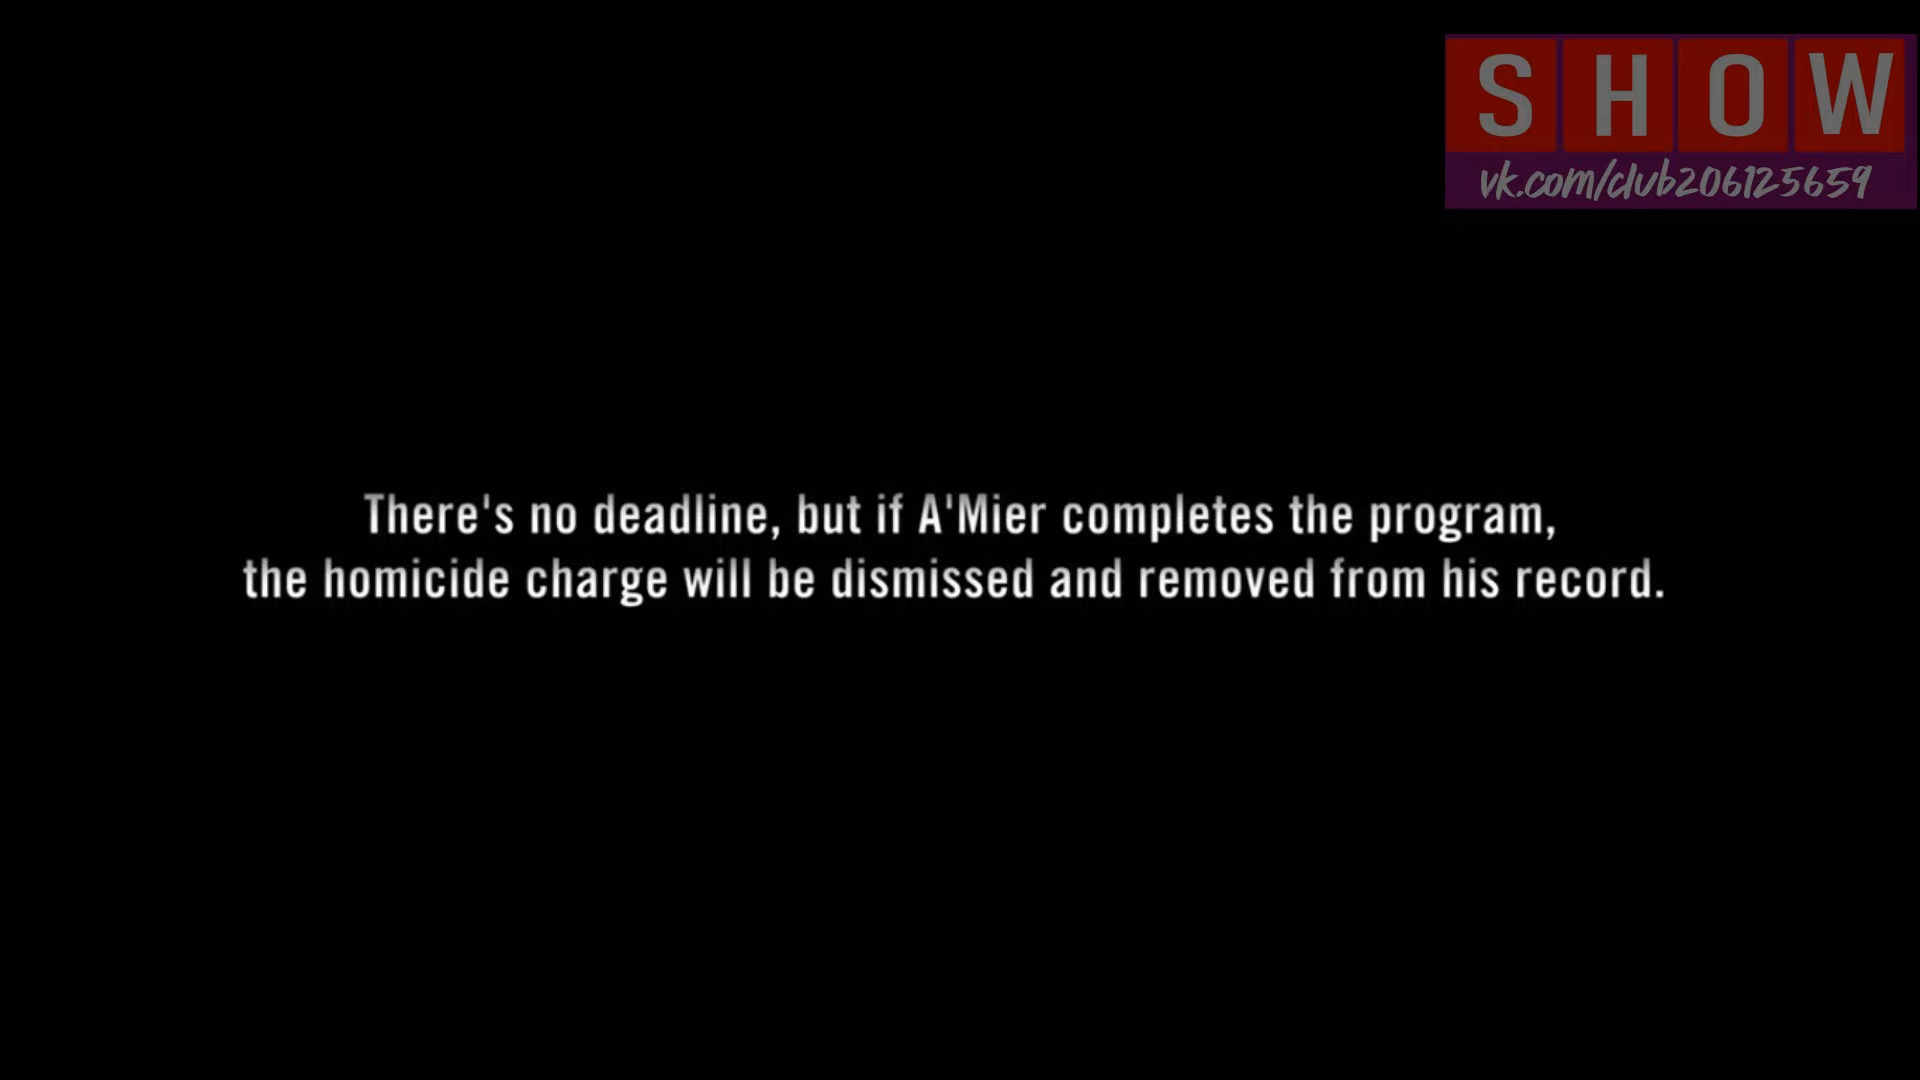 SHOW
vk.com/club206125659
There's no deadline, but if A'Mier completes the program,
the homicide charge will be dismissed and removed from his record.